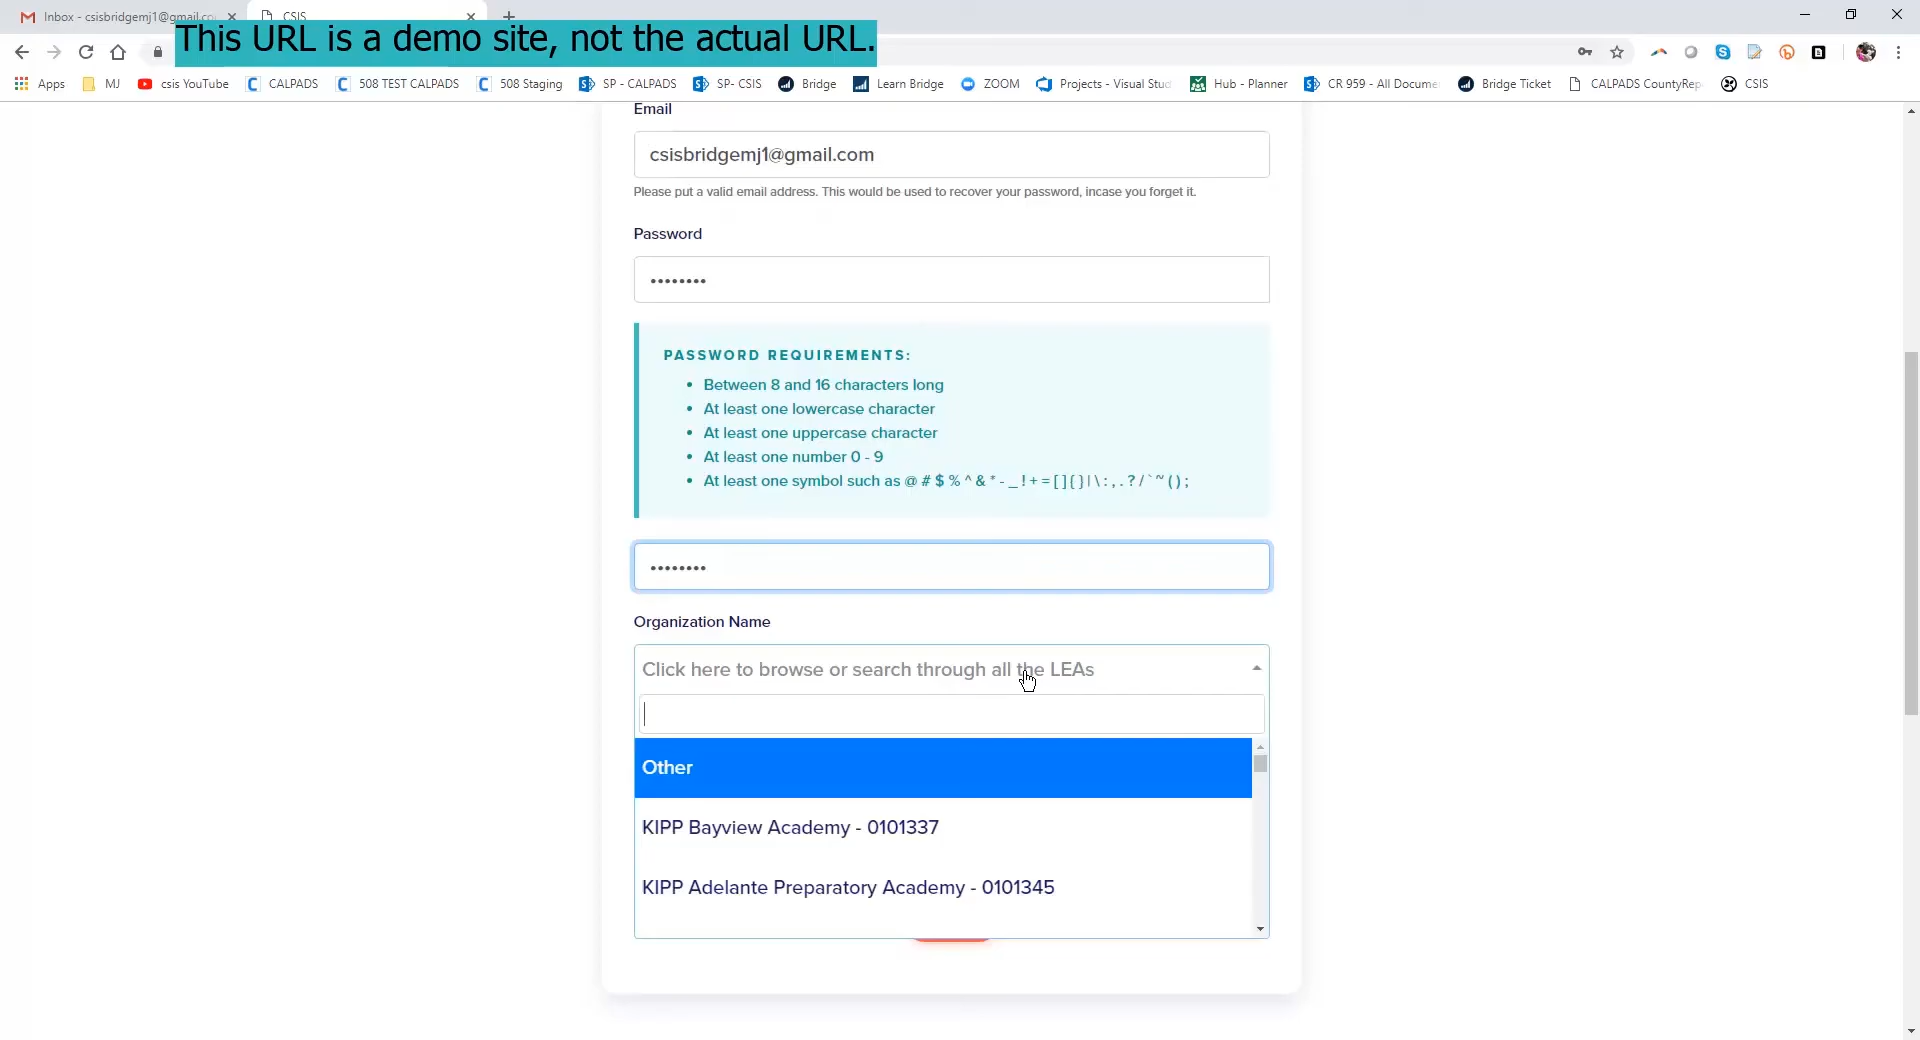 Inbox - csisbridgemj1@gmail.co
CSIS
This URL is a demo site, not the actual URL.
Apps
MJ
csis YouTube
CALPADS
508 TEST CALPADS
508 Staging
SP - CALPADS
SP- CSIS
Bridge
Learn Bridge
ZOOM
Projects - Visual Stu
Hub - Planner
CR 959 - All Docume
Bridge Ticket
CALPADS CountyRep
CSIS
Email
csisbridgemj1@gmail.com
Please put a valid email address. This would be used to recover your password, incase you forget it.
Password
••••••••
PASSWORD REQUIREMENTS:
• Between 8 and 16 characters long
• At least one lowercase character
• At least one uppercase character
• At least one number 0 - 9
• At least one symbol such as @ # $ % ^ & * - _ ! + = [ ] { } | \ : , . ? / ` ~ ( ) ;
••••••••
Organization Name
Click here to browse or search through all the LEAs
Other
KIPP Bayview Academy - 0101337
KIPP Adelante Preparatory Academy - 0101345